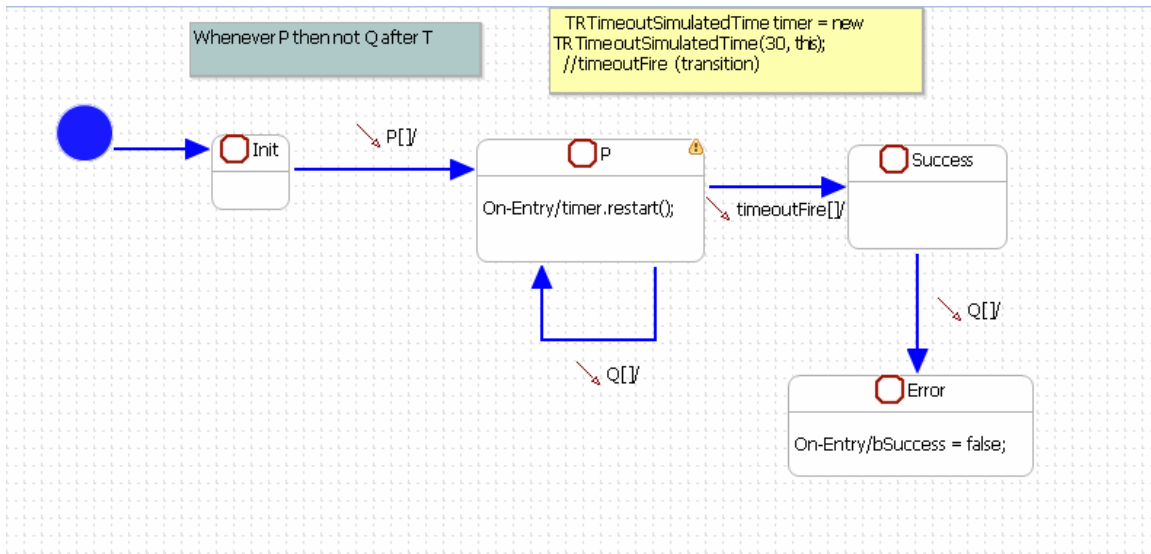 Whenever P then not Q after T
TRTimeoutSimulatedTime timer = new
TRTimeoutSimulatedTime(30, this);
//timeoutFire (transition)
Init
P[]/
P
On-Entry/timer.restart();
timeoutFire[]/
Success
Q[]/
Q[]/
Error
On-Entry/bSuccess = false;